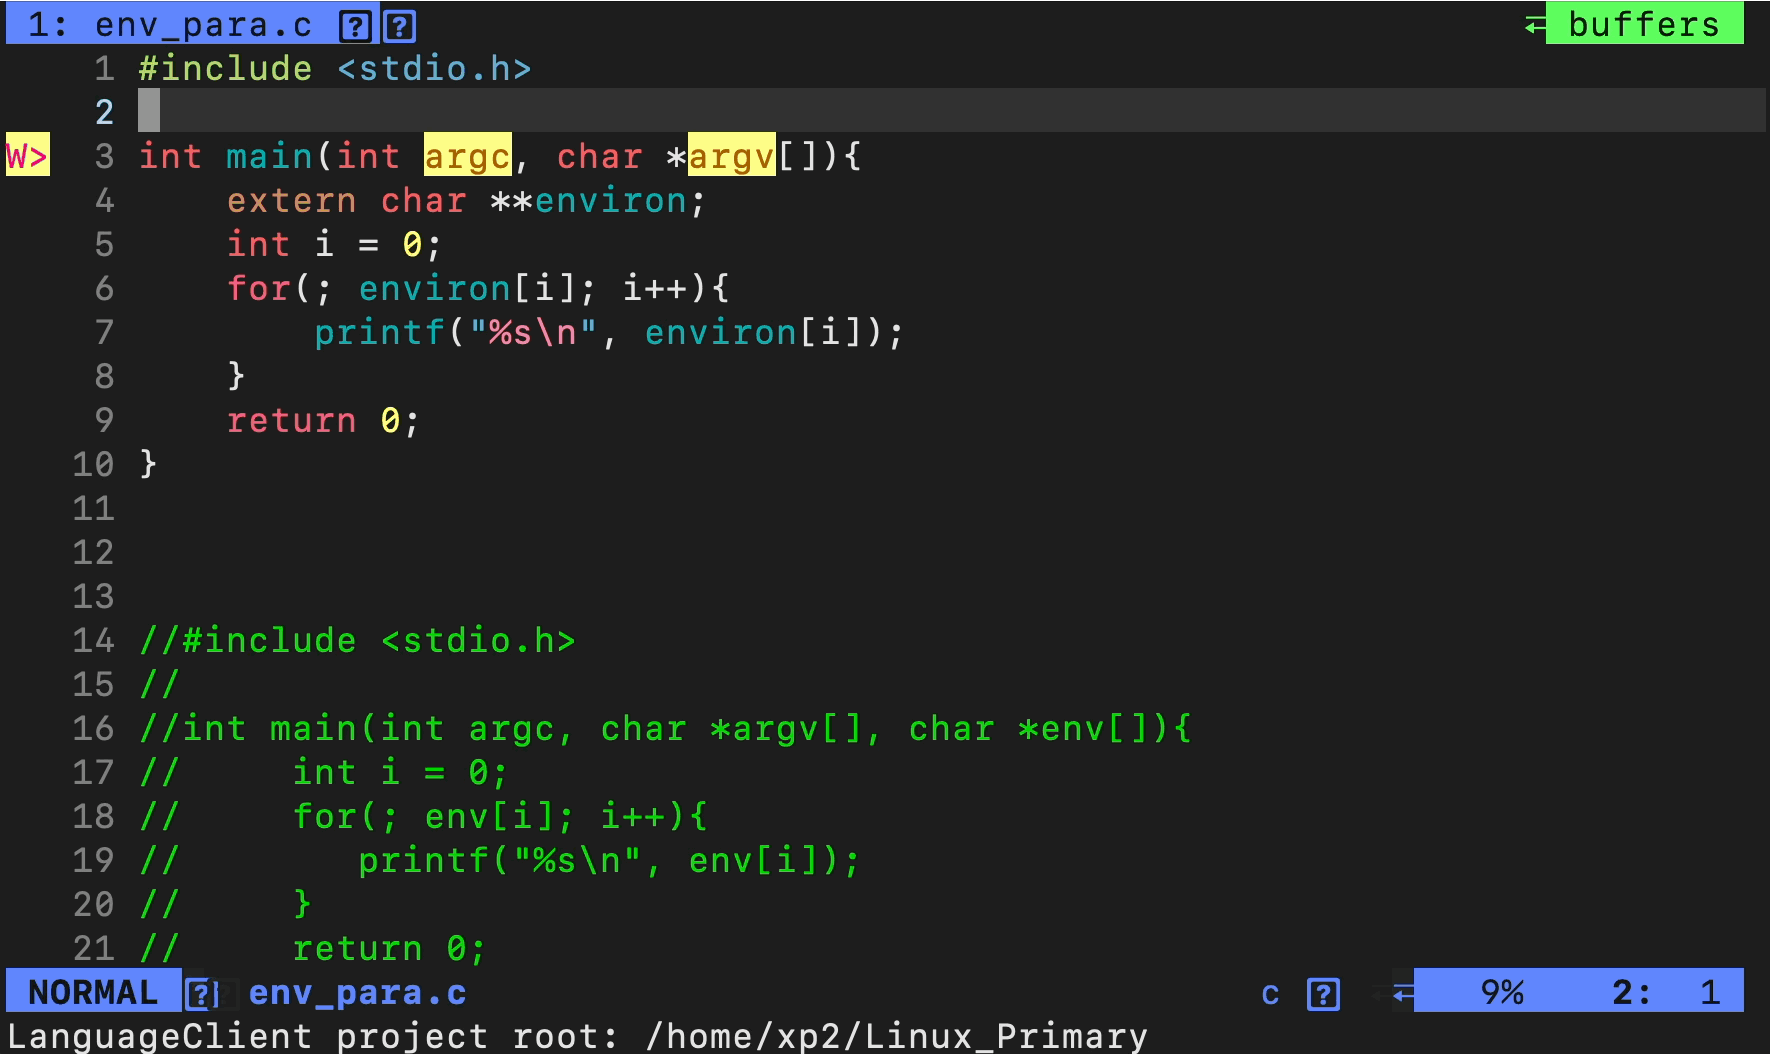 1: env_para.c ? ? buffers
1 #include <stdio.h>
2
W> 3 int main(int argc, char *argv[]){
4     extern char **environ;
5     int i = 0;
6     for(; environ[i]; i++){
7         printf("%s\n", environ[i]);
8     }
9     return 0;
10 }
11
12
13
14 //#include <stdio.h>
15 //
16 //int main(int argc, char *argv[], char *env[]){
17 //     int i = 0;
18 //     for(; env[i]; i++){
19 //        printf("%s\n", env[i]);
20 //     }
21 //     return 0;
NORMAL ? ? env_para.c c ? 9% 2: 1
LanguageClient project root: /home/xp2/Linux_Primary